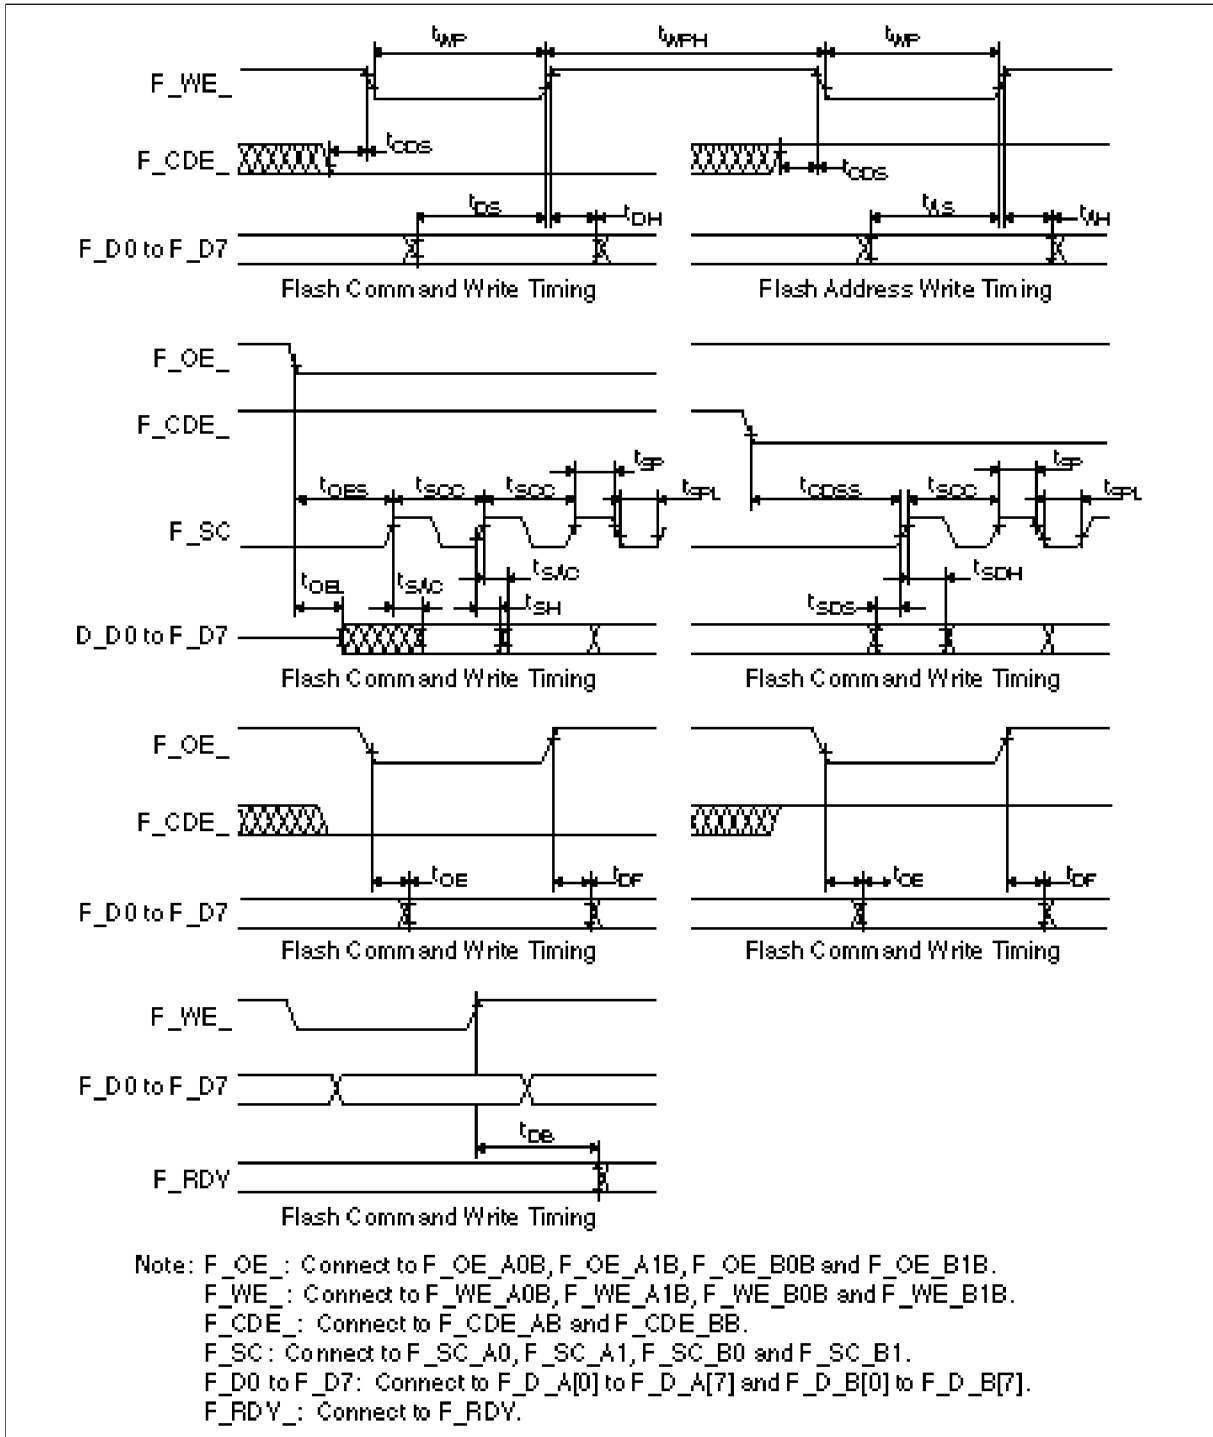 tWP tWPH tWP
F_WE_
tCDS
F_CDE_
tCDS
tDS tDH tAS tAH
F_D0 to F_D7
Flash Command Write Timing Flash Address Write Timing
F_OE_
F_CDE_
tSP tSP
tOES tSCC tSCC tSPL tCDSS tSCC tSPL
F_SC
tOEL tSAC tSAC tSH tSDS tSDH
D_D0 to F_D7
Flash Command Write Timing Flash Command Write Timing
F_OE_
F_CDE_
tOE tDF tOE tDF
F_D0 to F_D7
Flash Command Write Timing Flash Command Write Timing
F_WE_
F_D0 to F_D7
tDB
F_RDY
Flash Command Write Timing
Note: F_OE_: Connect to F_OE_A0B, F_OE_A1B, F_OE_B0B and F_OE_B1B.
F_WE_: Connect to F_WE_A0B, F_WE_A1B, F_WE_B0B and F_WE_B1B.
F_CDE_: Connect to F_CDE_AB and F_CDE_BB.
F_SC: Connect to F_SC_A0, F_SC_A1, F_SC_B0 and F_SC_B1.
F_D0 to F_D7: Connect to F_D_A[0] to F_D_A[7] and F_D_B[0] to F_D_B[7].
F_RDY_: Connect to F_RDY.